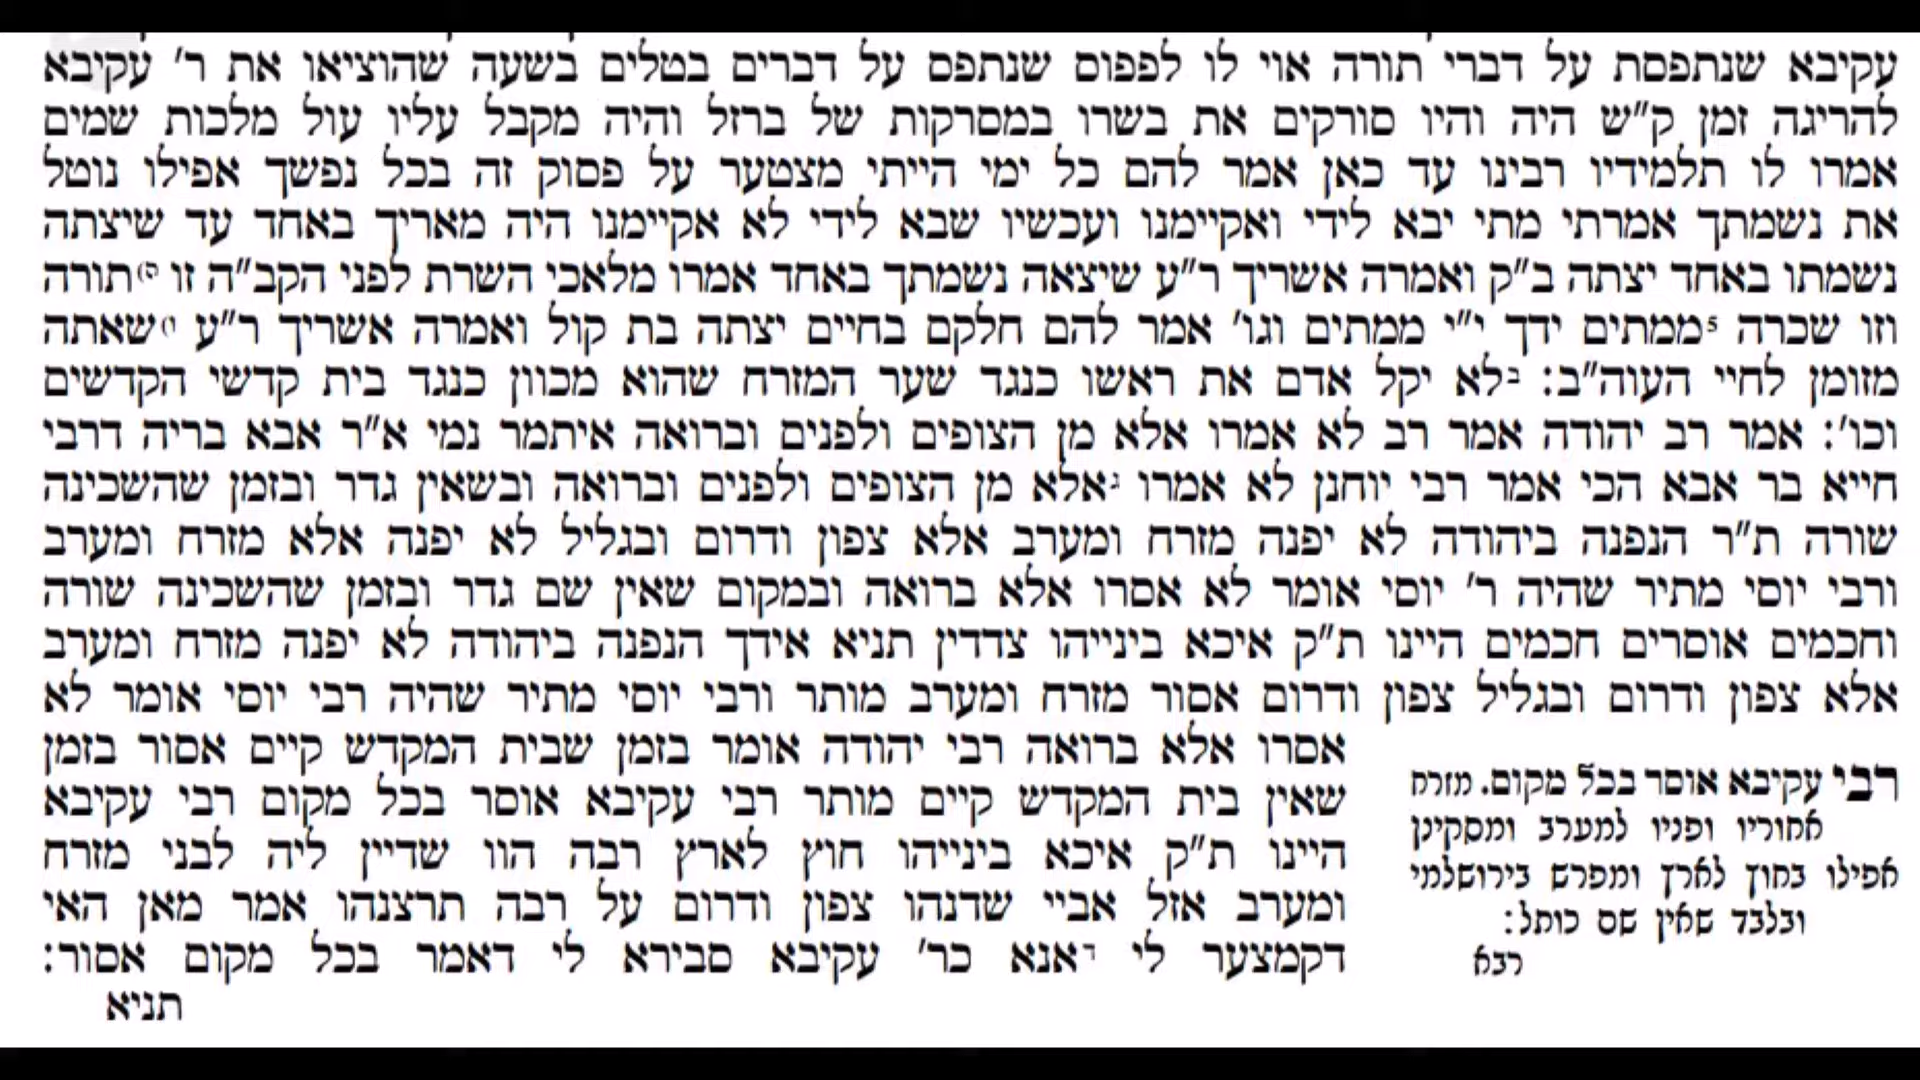 עקיבא שנתפסת על דברי תורה אוי לו לפפוס שנתפס על דברים בטלים בשעה שהוציאו את ר' עקיבא
להריגה זמן ק"ש היה והיו סורקים את בשרו במסרקות של ברזל והיה מקבל עליו עול מלכות שמים
אמרו לו תלמידיו רבינו עד כאן אמר להם כל ימי הייתי מצטער על פסוק זה בכל נפשך אפילו נוטל
את נשמתך אמרתי מתי יבא לידי ואקיימנו ועכשיו שבא לידי לא אקיימנו היה מאריך באחד עד שיצתה
נשמתו באחד יצתה ב"ק ואמרה אשריך ר"ע שיצאה נשמתך באחד אמרו מלאכי השרת לפני הקב"ה זו תורה
וזו שכרה ממתים ידך י"י ממתים וגו' אמר להם חלקם בחיים יצתה בת קול ואמרה אשריך ר"ע שאתה
מזומן לחיי העוה"ב: לא יקל אדם את ראשו כנגד שער המזרח שהוא מכוון כנגד בית קדשי הקדשים
וכו': אמר רב יהודה אמר רב לא אמרו אלא מן הצופים ולפנים וברואה איתמר נמי א"ר אבא בריה דרבי
חייא בר אבא הכי אמר רבי יוחנן לא אמרו אלא מן הצופים ולפנים וברואה ובשאין גדר ובזמן שהשכינה
שורה ת"ר הנפנה ביהודה לא יפנה מזרח ומערב אלא צפון ודרום ובגליל לא יפנה אלא מזרח ומערב
ורבי יוסי מתיר שהיה ר' יוסי אומר לא אסרו אלא ברואה ובמקום שאין שם גדר ובזמן שהשכינה שורה
וחכמים אוסרים חכמים היינו ת"ק איכא בינייהו צדדין תניא אידך הנפנה ביהודה לא יפנה מזרח ומערב
אלא צפון ודרום ובגליל צפון ודרום אסור מזרח ומערב מותר ורבי יוסי מתיר שהיה רבי יוסי אומר לא
אסרו אלא ברואה רבי יהודה אומר בזמן שבית המקדש קיים אסור בזמן
שאין בית המקדש קיים מותר רבי עקיבא אוסר בכל מקום רבי עקיבא
היינו ת"ק איכא בינייהו חוץ לארץ רבה הוו שדיין ליה לבני מזרח
ומערב אזל אביי שדנהו צפון ודרום על רבה תרצנהו אמר מאן האי
דקמצער לי אנא כר' עקיבא סבירא לי דאמר בכל מקום אסור:
תניא
רבי עקיבא אוסר בכל מקום. מזרח
אחוריו ופניו למערב ומסקינן
אפילו בחוץ לארץ ומפרש בירושלמי
ובלבד שאין שם כותל:
רבא